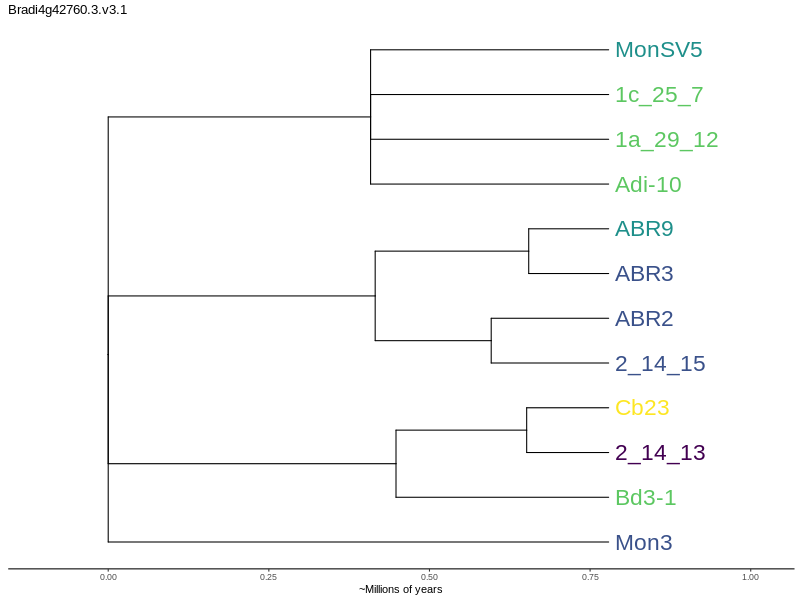 Bradi4g42760.3.v3.1
MonSV5
1c_25_7
1a_29_12
Adi-10
ABR9
ABR3
ABR2
2_14_15
Cb23
2_14_13
Bd3-1
Mon3
0.00 0.25 0.50 0.75 1.00
~Millions of years